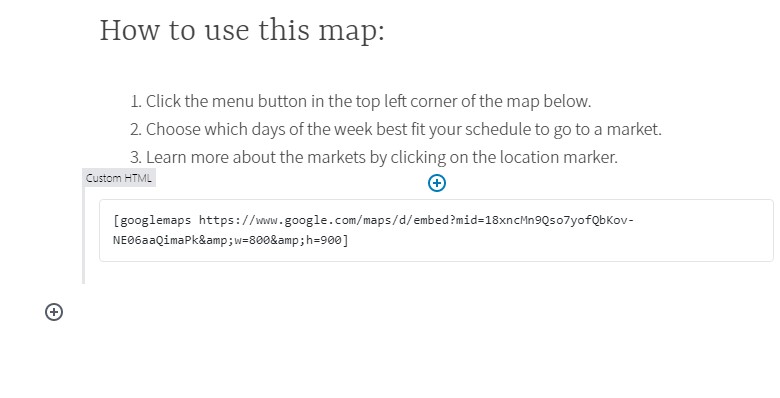 How to use this map:
1. Click the menu button in the top left corner of the map below.
2. Choose which days of the week best fit your schedule to go to a market.
3. Learn more about the markets by clicking on the location marker.
Custom HTML
[googlemaps https://www.google.com/maps/d/embed?mid=18xncMn9Qso7yofQbKov-
NE06aaQimaPk&amp;w=800&amp;h=900]